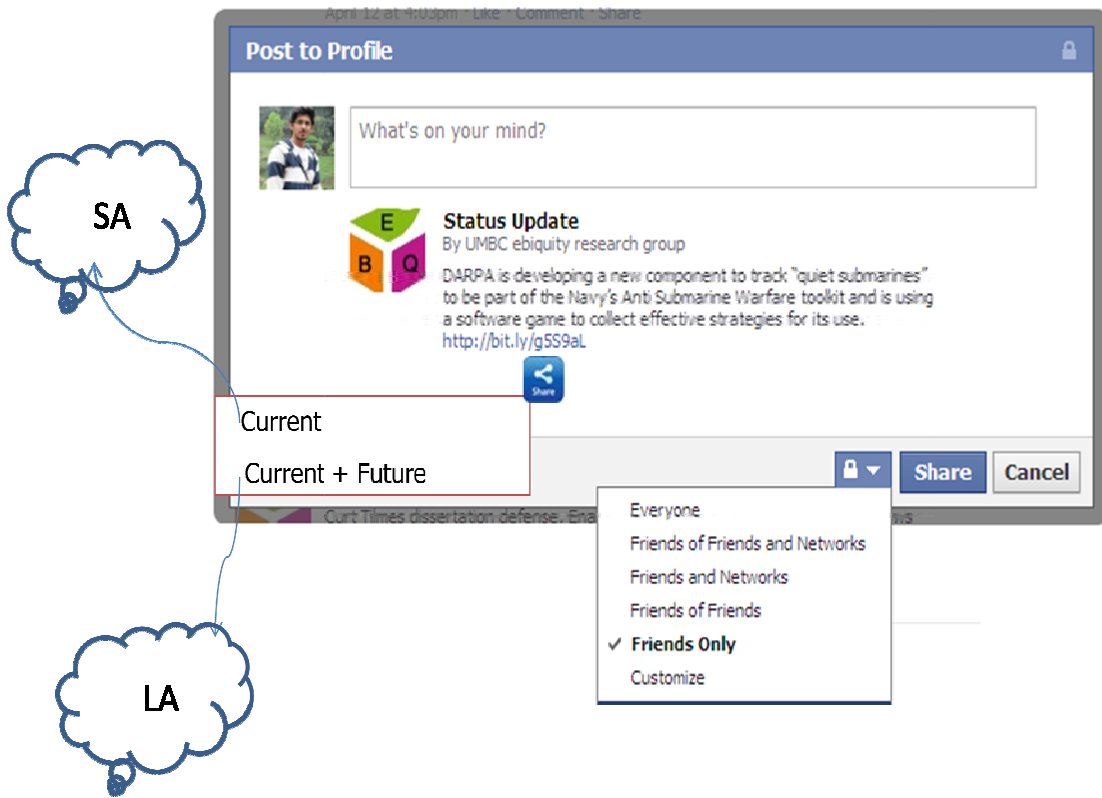 April 12 at 4:03pm · Like · Comment · Share
Post to Profile
What's on your mind?
SA
E
B Q
Status Update
By UMBC ebiquity research group
DARPA is developing a new component to track "quiet submarines"
to be part of the Navy's Anti Submarine Warfare toolkit and is using
a software game to collect effective strategies for its use.
http://bit.ly/g5S9aL
Share
Current
Current + Future
Share
Cancel
Curt Tilmes dissertation defense. Ena
Everyone
Friends of Friends and Networks
Friends and Networks
Friends of Friends
✓ Friends Only
Customize
LA